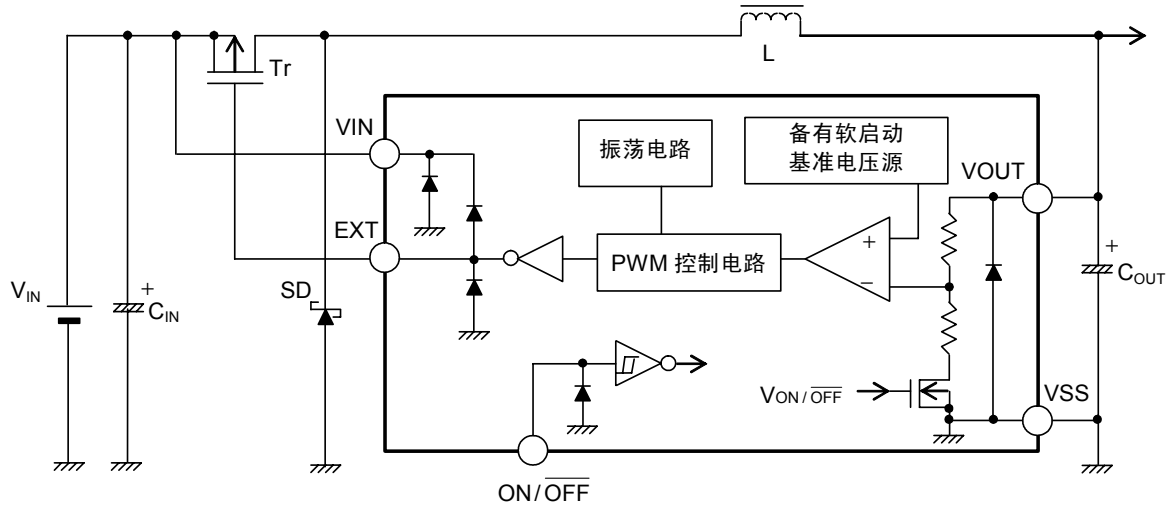 L
Tr
VIN
振荡电路
备有软启动
基准电压源
VOUT
EXT
+
−
PWM 控制电路
+
COUT
VIN
+
CIN
SD
VON/OFF
VSS
ON/OFF